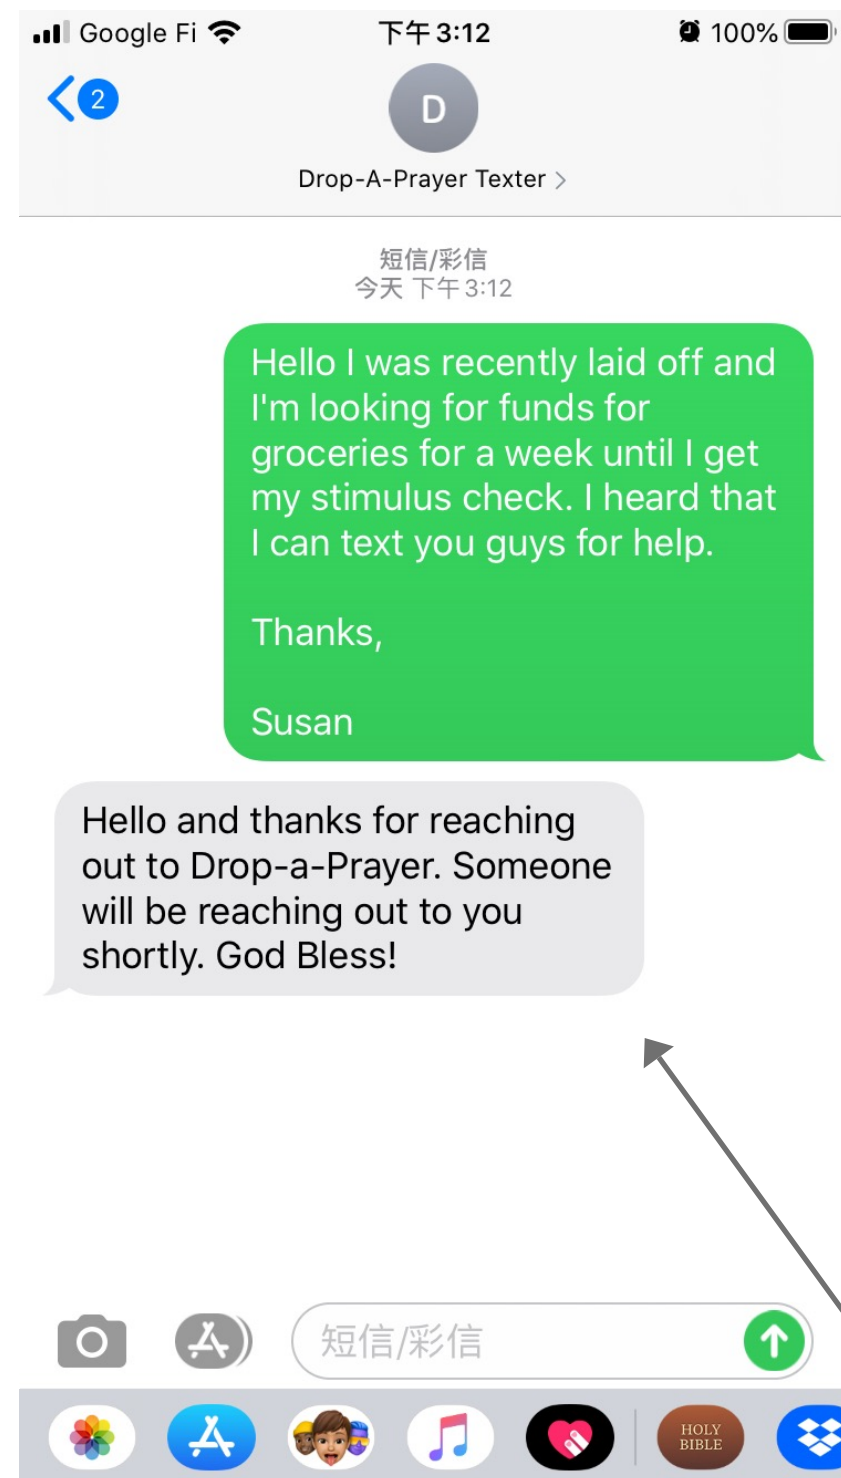 Google Fi 下午 3:12 100%
2
D
Drop-A-Prayer Texter
短信/彩信
今天 下午 3:12
Hello I was recently laid off and
I'm looking for funds for
groceries for a week until I get
my stimulus check. I heard that
I can text you guys for help.
Thanks,
Susan
Hello and thanks for reaching
out to Drop-a-Prayer. Someone
will be reaching out to you
shortly. God Bless!
短信/彩信
HOLY
BIBLE